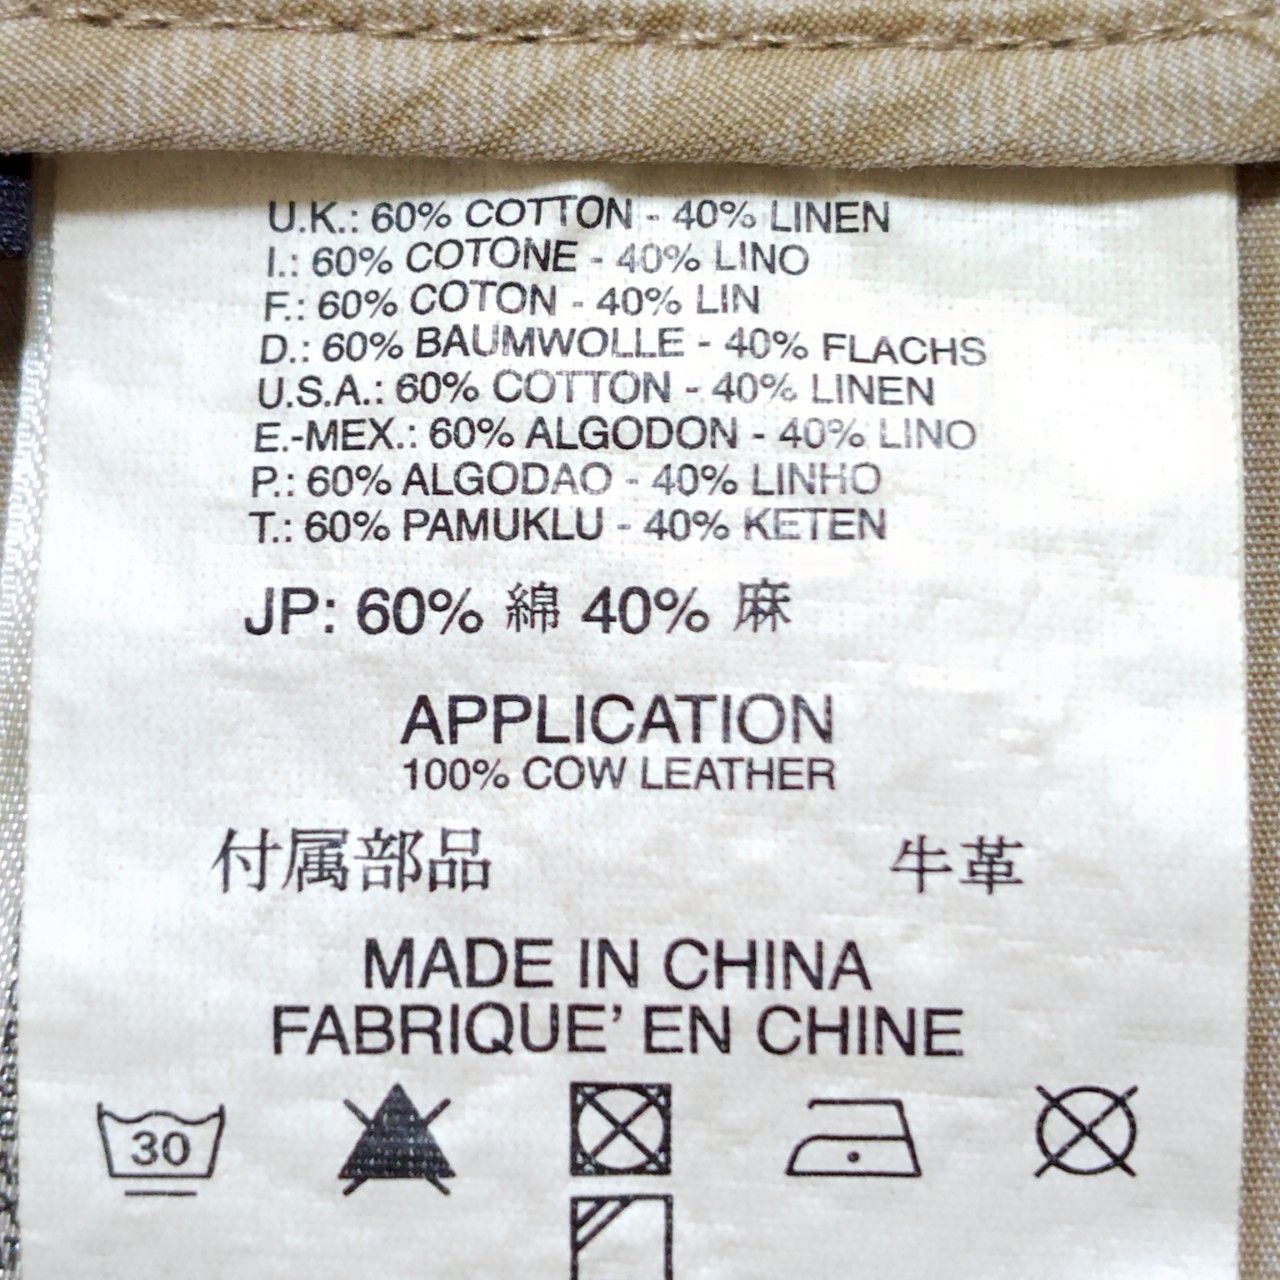 U.K.: 60% COTTON - 40% LINEN
I.: 60% COTONE - 40% LINO
F.: 60% COTON - 40% LIN
D.: 60% BAUMWOLLE - 40% FLACHS
U.S.A.: 60% COTTON - 40% LINEN
E.-MEX.: 60% ALGODON - 40% LINO
P.: 60% ALGODAO - 40% LINHO
T.: 60% PAMUKLU - 40% KETEN
JP: 60% 綿 40% 麻
APPLICATION
100% COW LEATHER
付属部品 牛革
MADE IN CHINA
FABRIQUE' EN CHINE
30